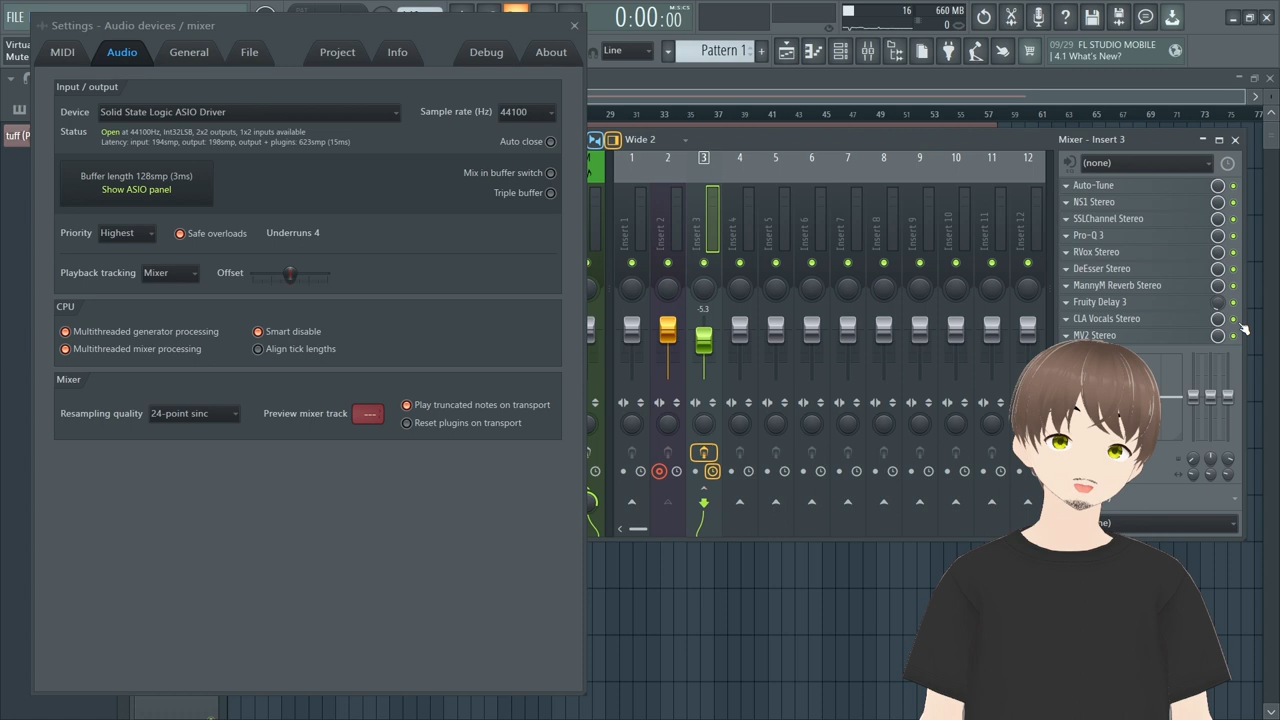 FILE
Settings - Audio devices / mixer
MIDI
Audio
General
File
Project
Info
Debug
About
Input / output
Device
Solid State Logic ASIO Driver
Sample rate (Hz)
44100
Status
Open at 44100Hz, Int32LSB, 2x2 outputs, 1x2 inputs available
Latency: input: 194smp, output: 198smp, output + plugins: 623smp (15ms)
Auto close
Buffer length 128smp (3ms)
Show ASIO panel
Mix in buffer switch
Triple buffer
Priority
Highest
Safe overloads
Underruns 4
Playback tracking
Mixer
Offset
CPU
Multithreaded generator processing
Smart disable
Multithreaded mixer processing
Align tick lengths
Mixer
Resampling quality
24-point sinc
Preview mixer track
---
Play truncated notes on transport
Reset plugins on transport
Virtua
Mute
tuff (P
0:00:00
M:S:CS
16
660 MB
0
Line
Pattern 1
09/29 FL STUDIO MOBILE
| 4.1 What's New?
29 31 33 35 37 39 41 43 45 47 49 51 53 55 57 59 61 63 65 67 69 71 73 75 77
Wide 2
M
1 2 3 4 5 6 7 8 9 10 11 12
Insert 1
Insert 2
Insert 3
Insert 4
Insert 5
Insert 6
Insert 7
Insert 8
Insert 9
Insert 10
Insert 11
Insert 12
-5.3
Mixer - Insert 3
(none)
Auto-Tune
NS1 Stereo
SSLChannel Stereo
Pro-Q 3
RVox Stereo
DeEsser Stereo
MannyM Reverb Stereo
Fruity Delay 3
CLA Vocals Stereo
MV2 Stereo
ne)